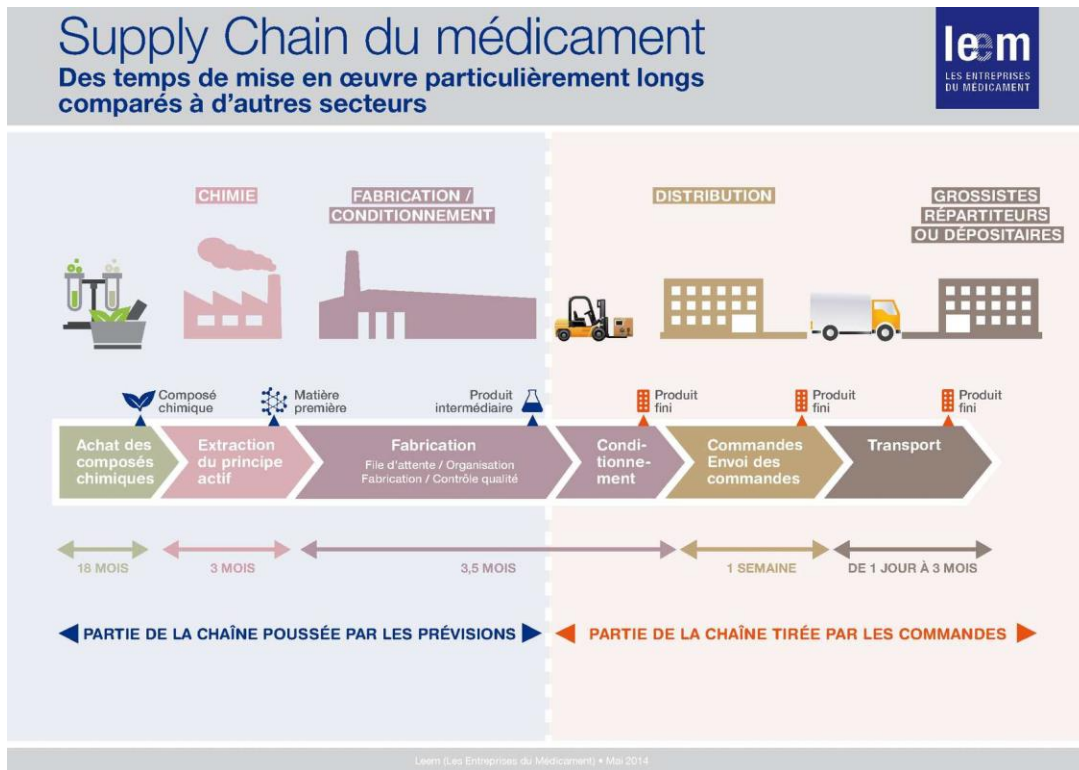 Supply Chain du médicament
Des temps de mise en œuvre particulièrement longs
comparés à d'autres secteurs
leem
LES ENTREPRISES
DU MÉDICAMENT
CHIMIE
FABRICATION /
CONDITIONNEMENT
DISTRIBUTION
GROSSISTES
RÉPARTITEURS
OU DÉPOSITAIRES
Composé
chimique
Matière
première
Produit
intermédiaire
Produit
fini
Produit
fini
Produit
fini
Achat des
composés
chimiques
Extraction
du principe
actif
Fabrication
File d'attente / Organisation
Fabrication / Contrôle qualité
Condi-
tionne-
ment
Commandes
Envoi des
commandes
Transport
18 MOIS
3 MOIS
3,5 MOIS
1 SEMAINE
DE 1 JOUR À 3 MOIS
PARTIE DE LA CHAÎNE POUSSÉE PAR LES PRÉVISIONS
PARTIE DE LA CHAÎNE TIRÉE PAR LES COMMANDES
Leem (Les Entreprises du Médicament) • Mai 2014